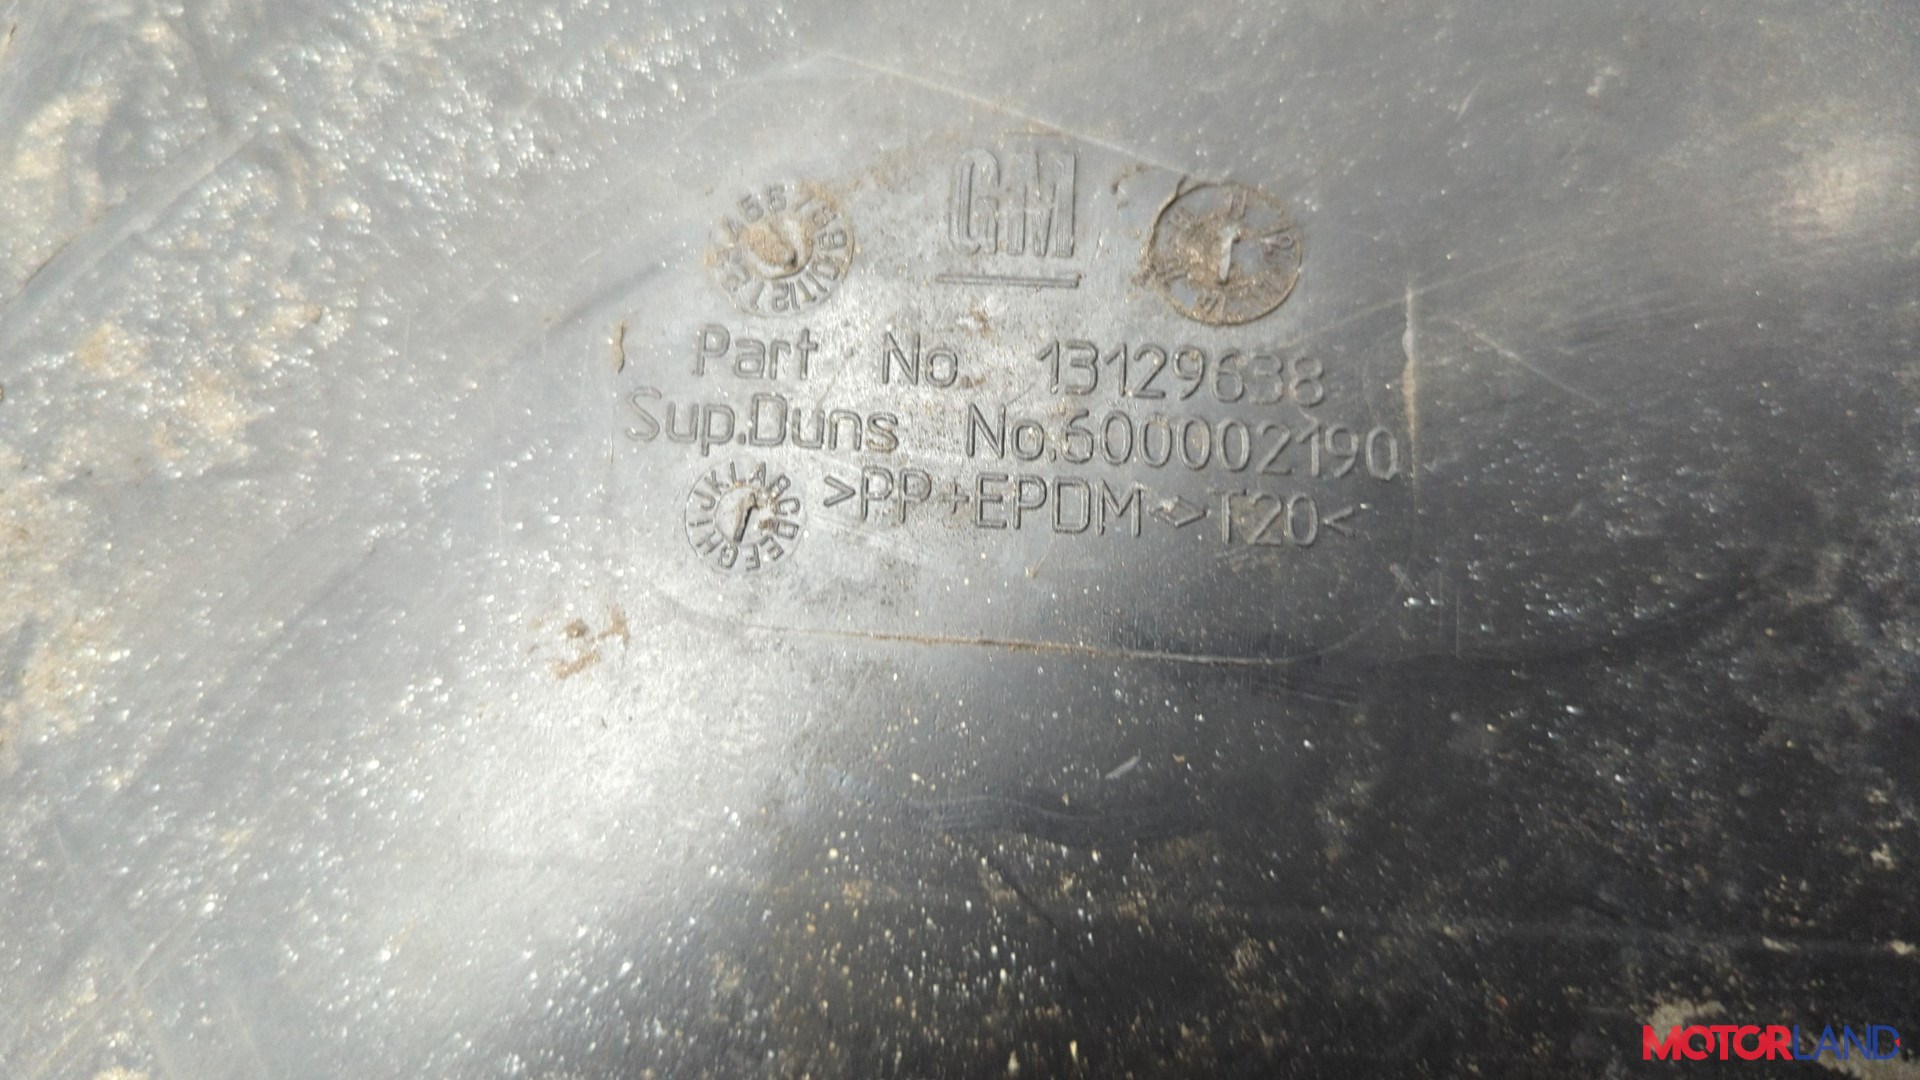 GM
Part No. 13129638
Sup.Duns No.600002190
>PP+EPDM->T20<
MOTORLAND